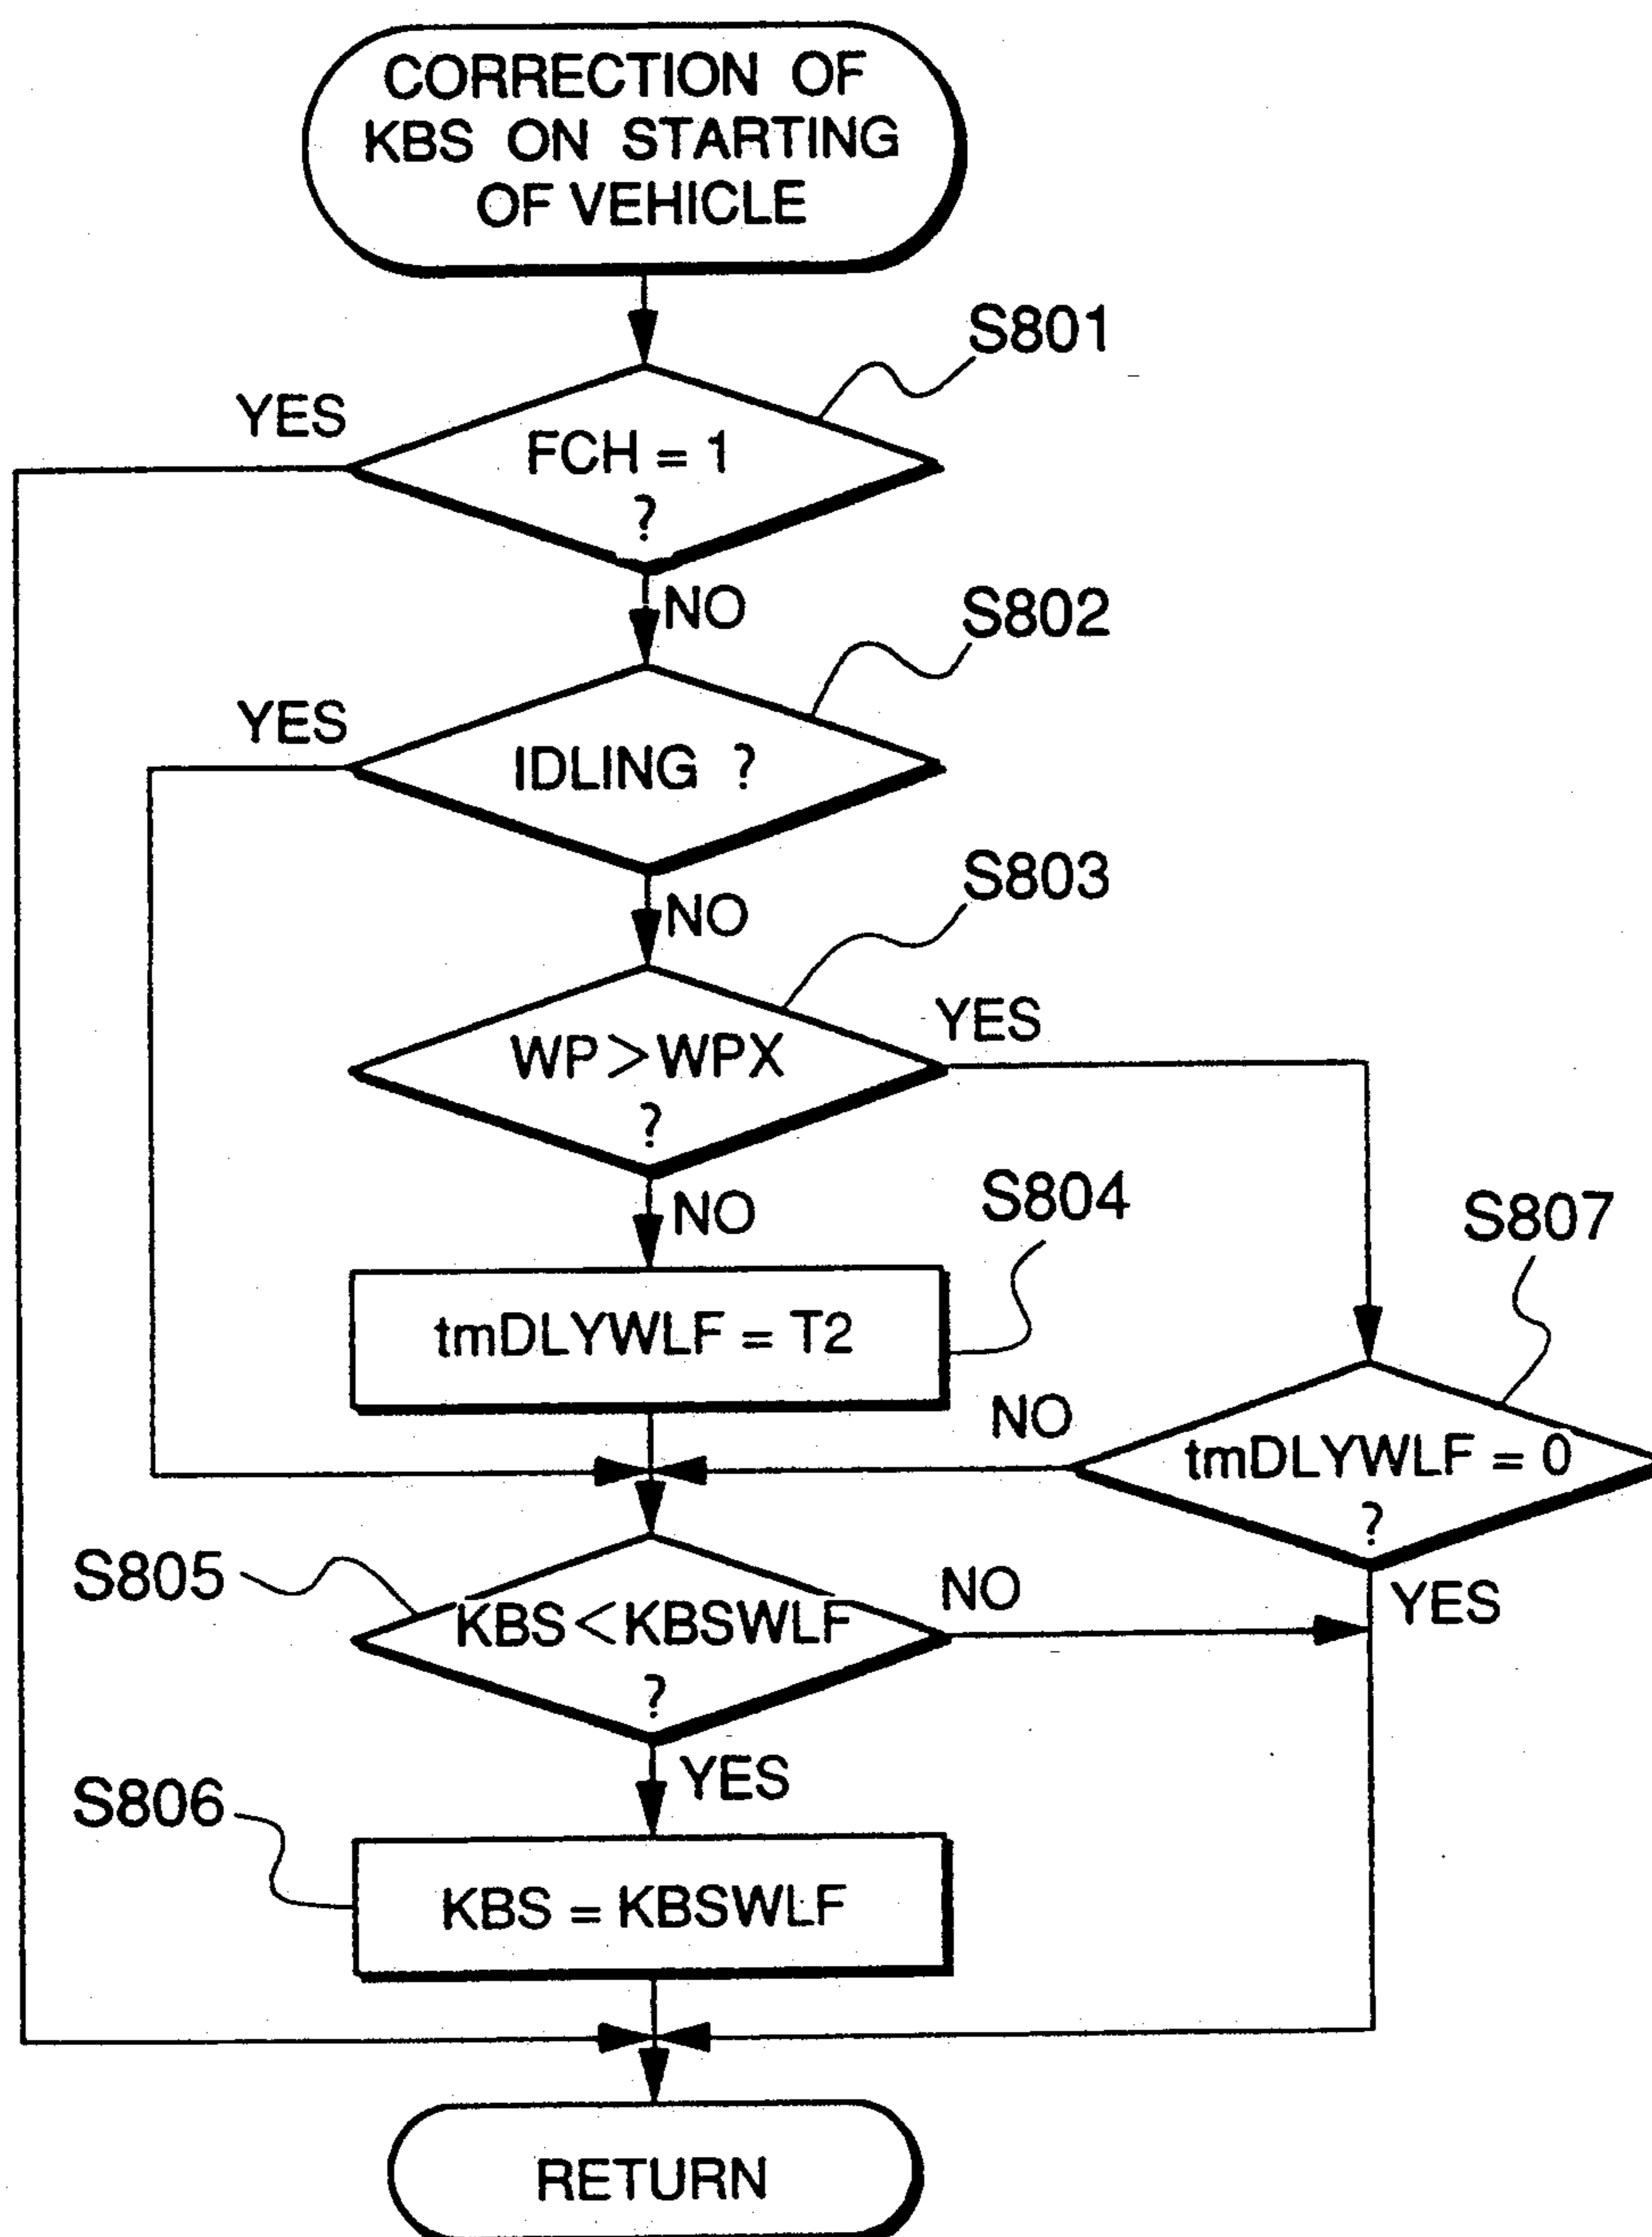 CORRECTION OF
KBS ON STARTING
OF VEHICLE
S801
YES
FCH = 1
?
NO
S802
YES
IDLING ?
NO
S803
YES
WP>WPX
?
NO
S804
S807
tmDLYWLF = T2
NO
tmDLYWLF = 0
?
YES
S805
KBS<KBSWLF
?
NO
YES
S806
KBS = KBSWLF
RETURN